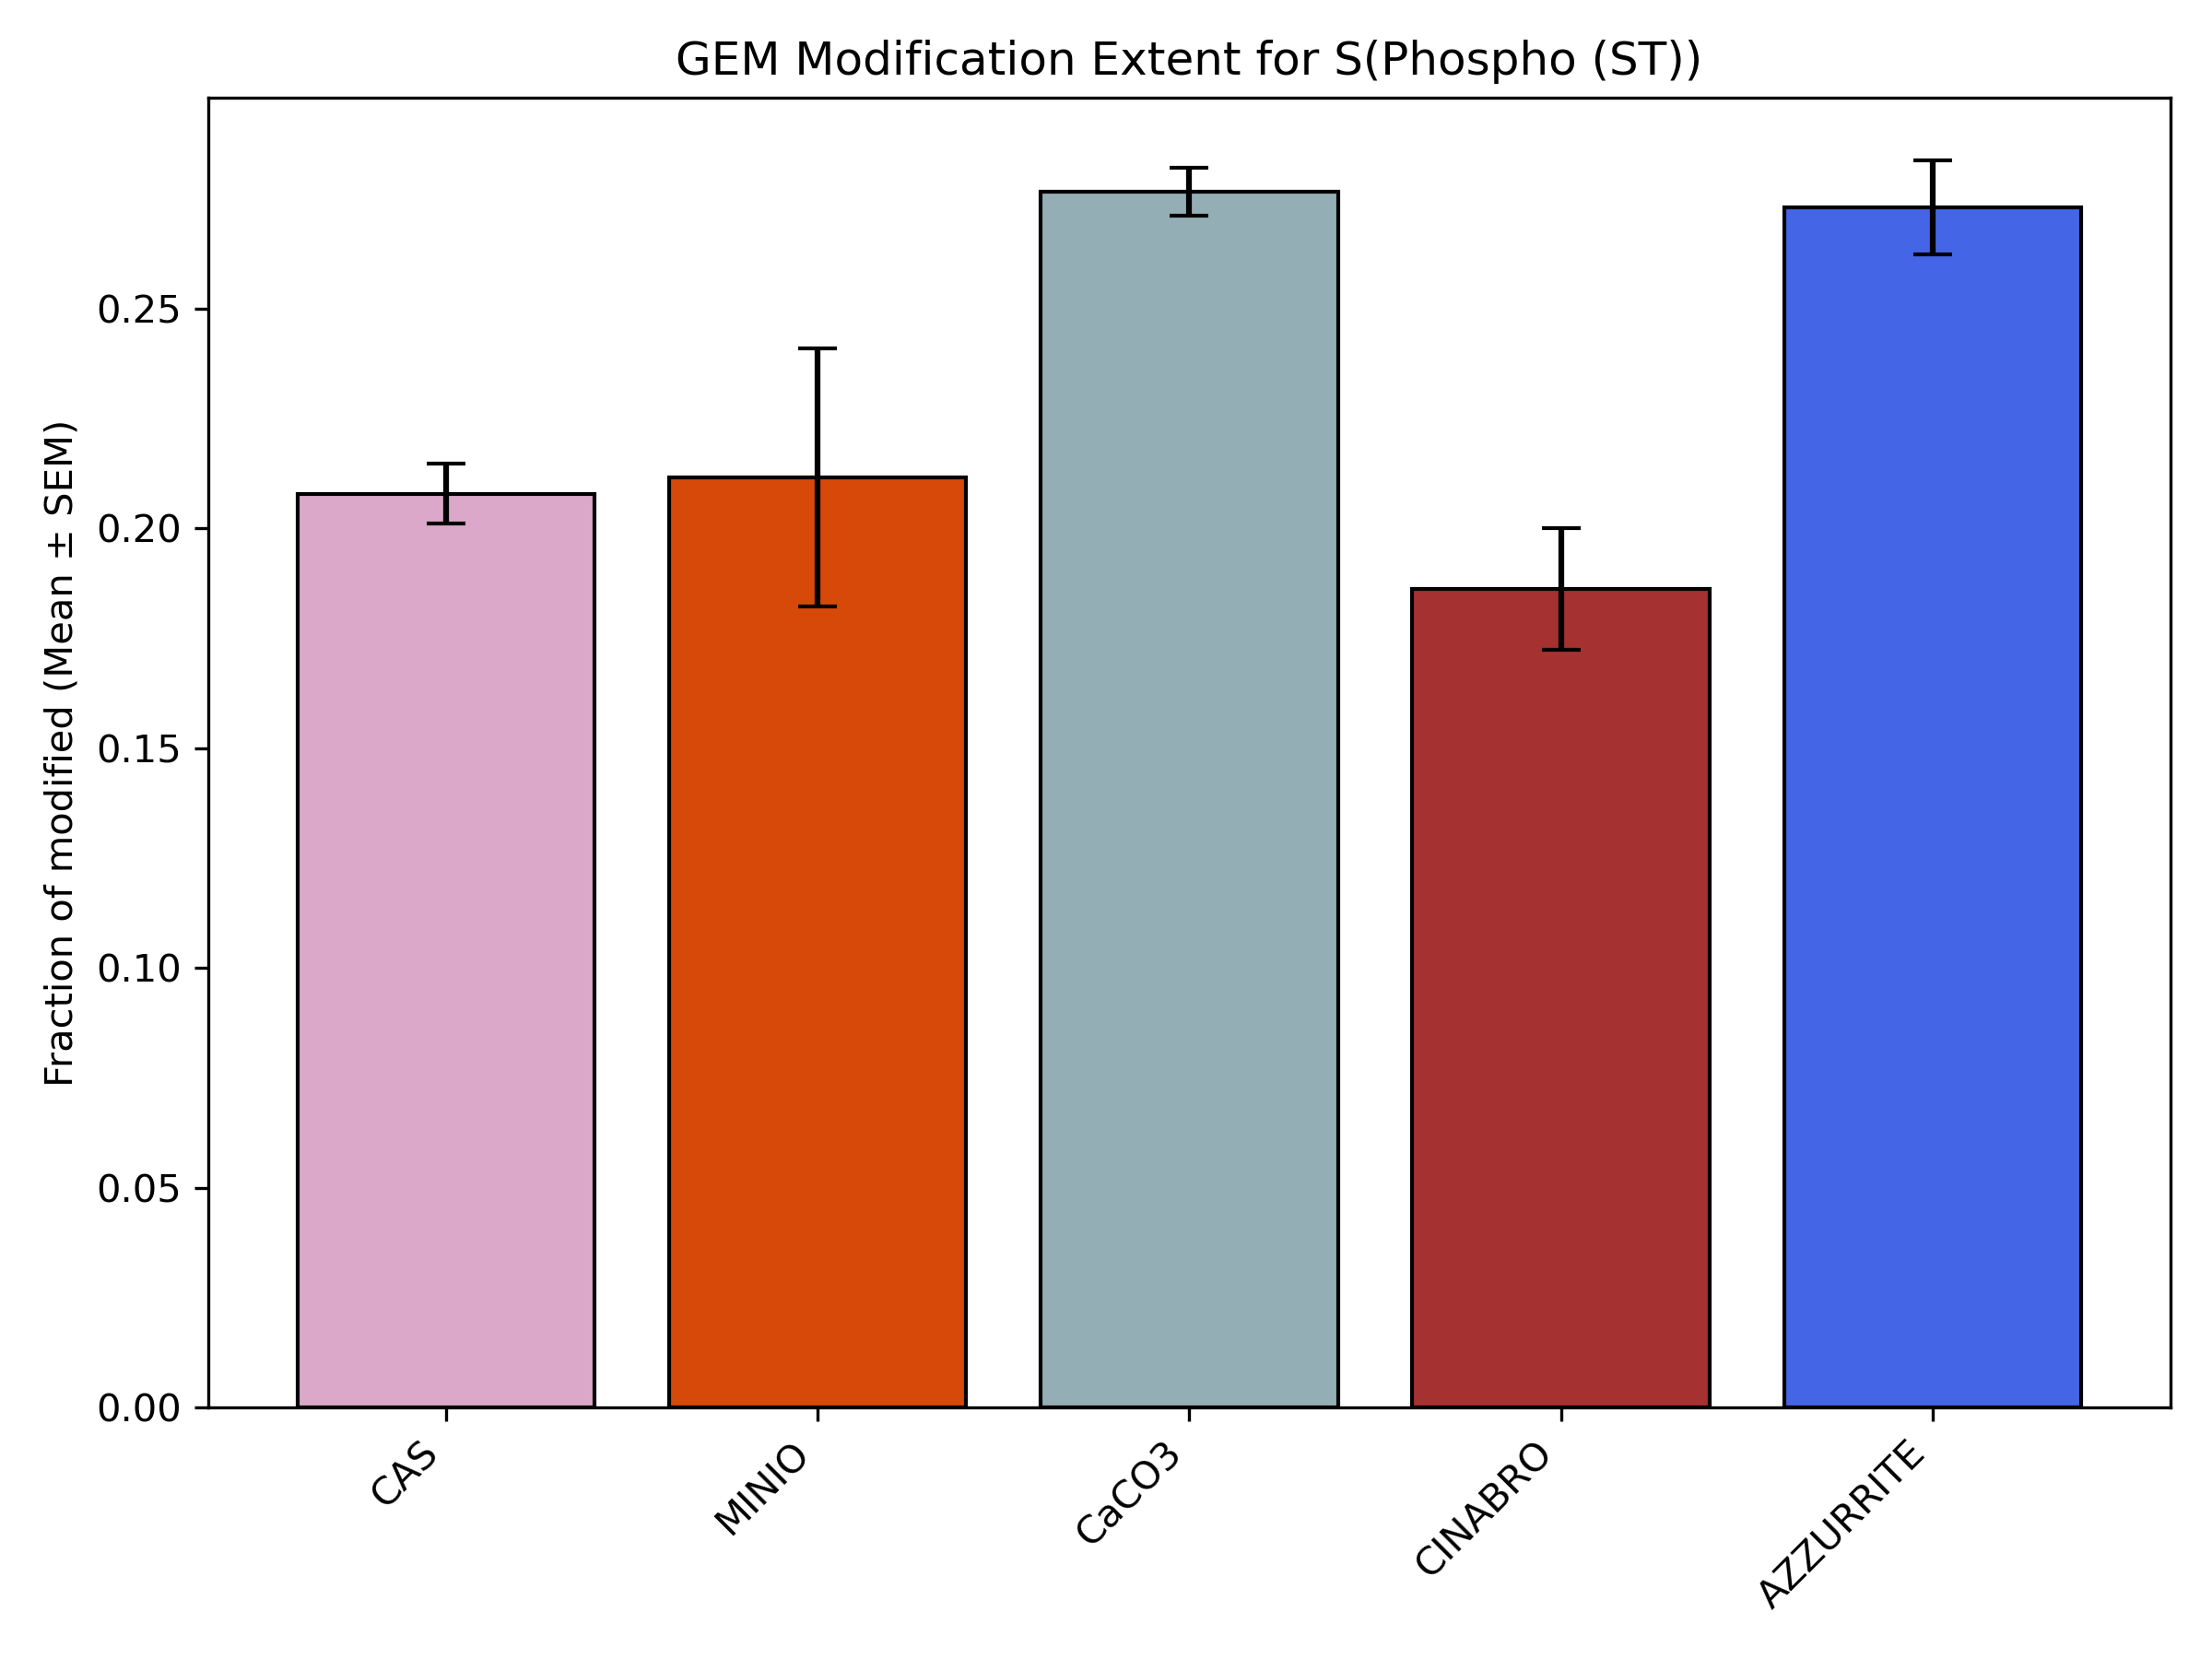 GEM Modification Extent for S(Phospho (ST))
Fraction of modified (Mean ± SEM)
0.25
0.20
0.15
0.10
0.05
0.00
CAS
MINIO
CaCO3
CINABRO
AZZURRITE